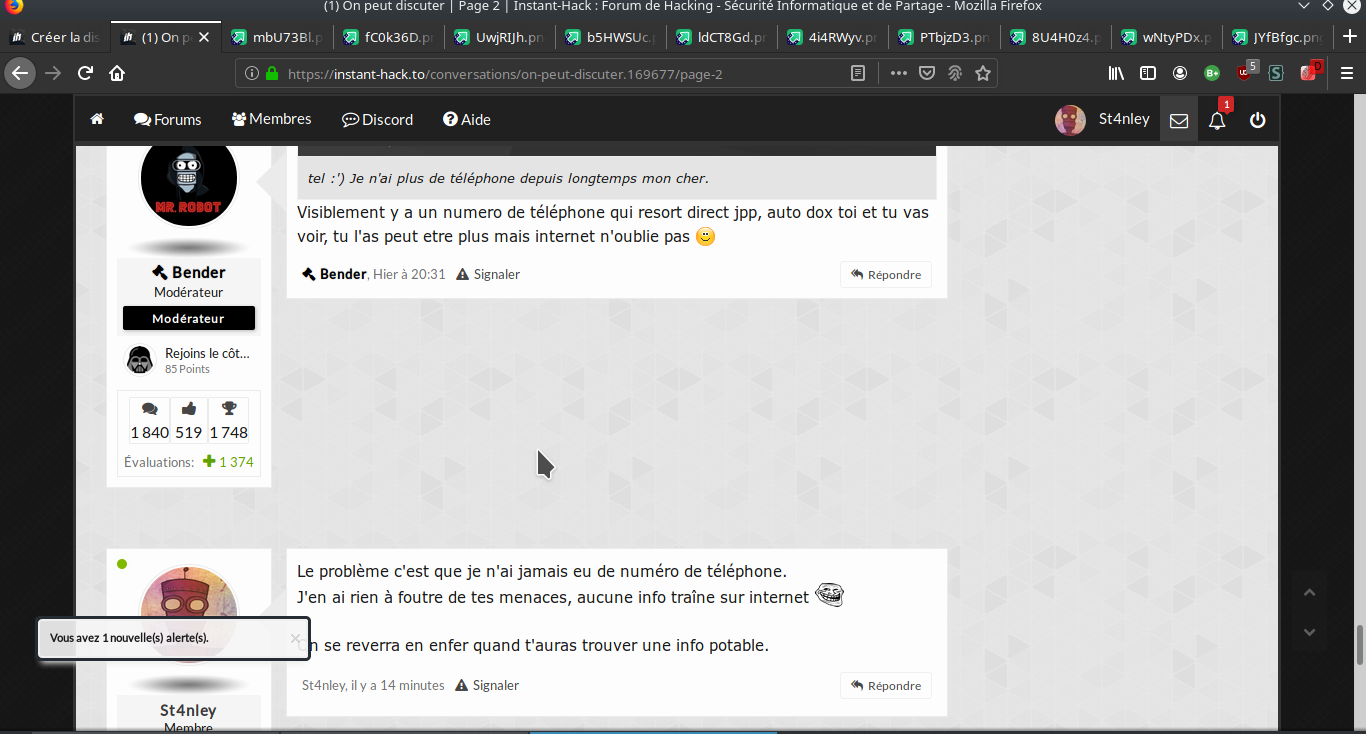 (1) On peut discuter | Page 2 | Instant-Hack : Forum de Hacking - Sécurité Informatique et de Partage - Mozilla Firefox
Créer la dis
(1) On p
mbU73Bl.p
fC0k36D.p
UwjRIJh.pn
b5HWSUc.
ldCT8Gd.p
4i4RWyv.p
PTbjzD3.pn
8U4H0z4.p
wNtyPDx.p
JYfBfgc.png
https://instant-hack.to/conversations/on-peut-discuter.169677/page-2
5
Forums
Membres
Discord
Aide
St4nley
1
tel :') Je n'ai plus de téléphone depuis longtemps mon cher.
MR. ROBOT
Visiblement y a un numero de téléphone qui resort direct jpp, auto dox toi et tu vas
voir, tu l'as peut etre plus mais internet n'oublie pas
Bender, Hier à 20:31 Signaler
Répondre
Bender
Modérateur
Modérateur
Rejoins le côt...
85 Points
1 840 519 1 748
Évaluations: 1 374
Le problème c'est que je n'ai jamais eu de numéro de téléphone.
J'en ai rien à foutre de tes menaces, aucune info traîne sur internet
Vous avez 1 nouvelle(s) alerte(s).
On se reverra en enfer quand t'auras trouver une info potable.
St4nley, il y a 14 minutes Signaler
Répondre
St4nley
Membre